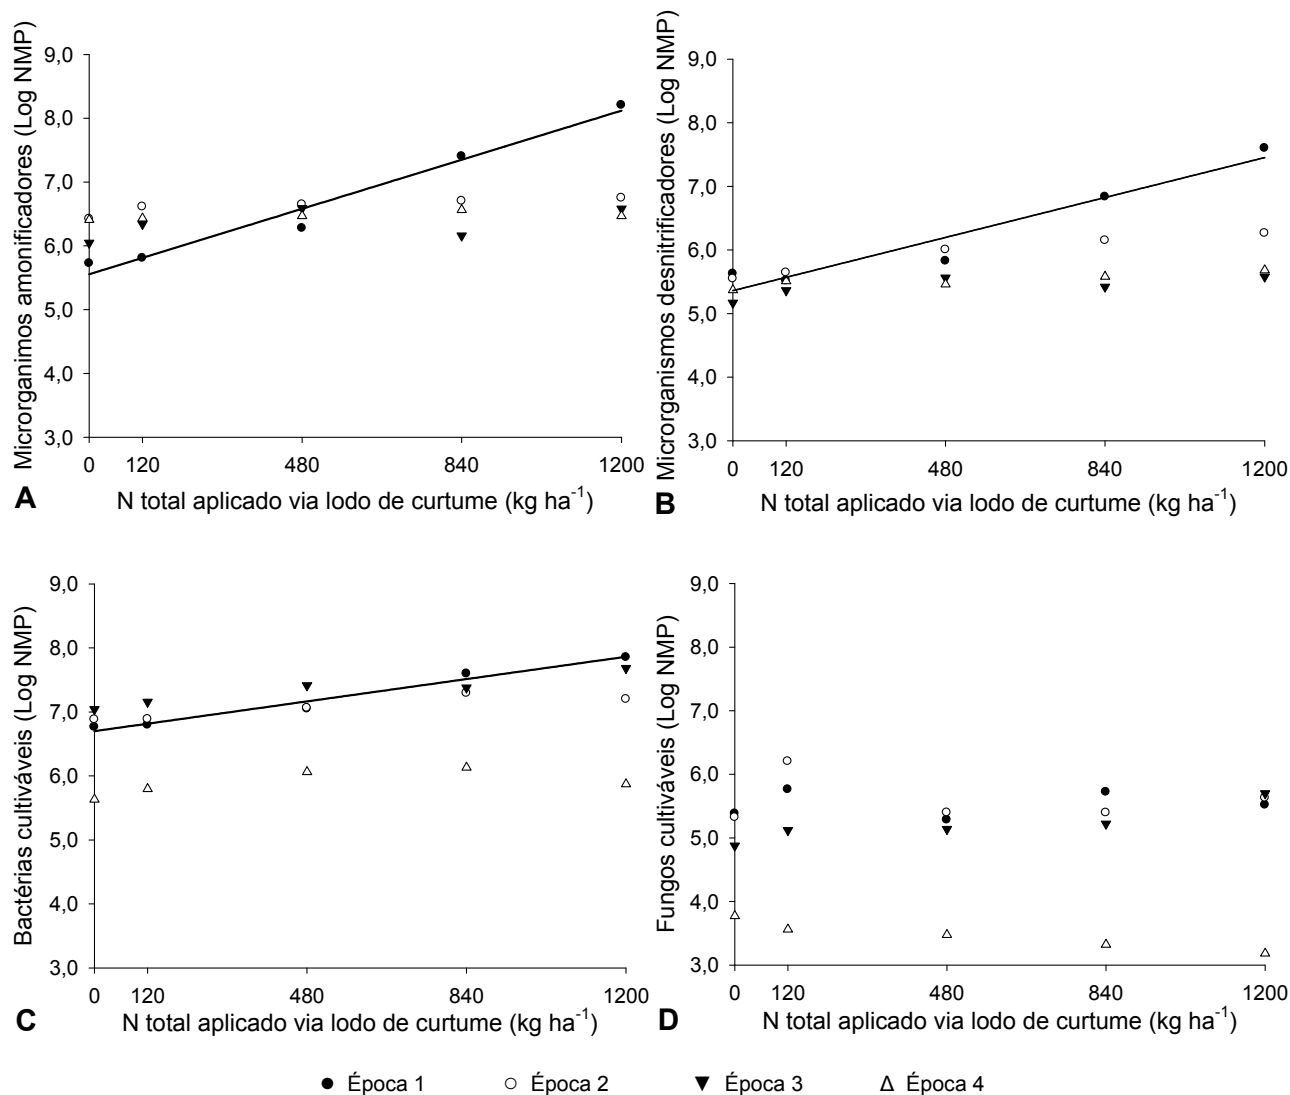 Microrganimos amonificadores (Log NMP)
9,0
8,0
7,0
6,0
5,0
4,0
3,0
0 120 480 840 1200
N total aplicado via lodo de curtume (kg ha⁻¹)
A
Microrganismos desnitrificadores (Log NMP)
9,0
8,0
7,0
6,0
5,0
4,0
3,0
0 120 480 840 1200
N total aplicado via lodo de curtume (kg ha⁻¹)
B
Bactérias cultiváveis (Log NMP)
9,0
8,0
7,0
6,0
5,0
4,0
3,0
0 120 480 840 1200
N total aplicado via lodo de curtume (kg ha⁻¹)
C
Fungos cultiváveis (Log NMP)
9,0
8,0
7,0
6,0
5,0
4,0
3,0
0 120 480 840 1200
N total aplicado via lodo de curtume (kg ha⁻¹)
D
Época 1 Época 2 Época 3 Época 4